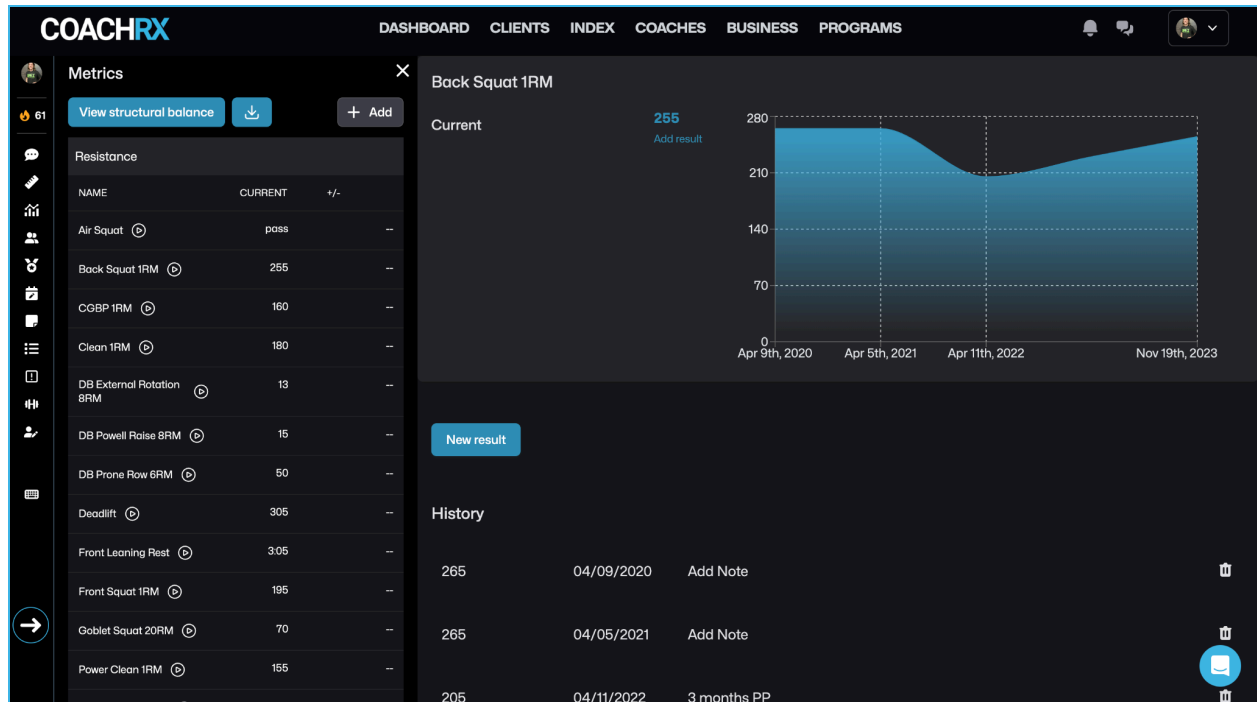 COACHRX
DASHBOARD CLIENTS INDEX COACHES BUSINESS PROGRAMS
61
Metrics
View structural balance
+ Add
Resistance
NAME CURRENT +/-
Air Squat pass --
Back Squat 1RM 255 --
CGBP 1RM 160 --
Clean 1RM 180 --
DB External Rotation 8RM 13 --
DB Powell Raise 8RM 15 --
DB Prone Row 6RM 50 --
Deadlift 305 --
Front Leaning Rest 3:05 --
Front Squat 1RM 195 --
Goblet Squat 20RM 70 --
Power Clean 1RM 155 --
Back Squat 1RM
Current 255
Add result
280
210
140
70
0
Apr 9th, 2020 Apr 5th, 2021 Apr 11th, 2022 Nov 19th, 2023
New result
History
265 04/09/2020 Add Note
265 04/05/2021 Add Note
205 04/11/2022 3 months PP